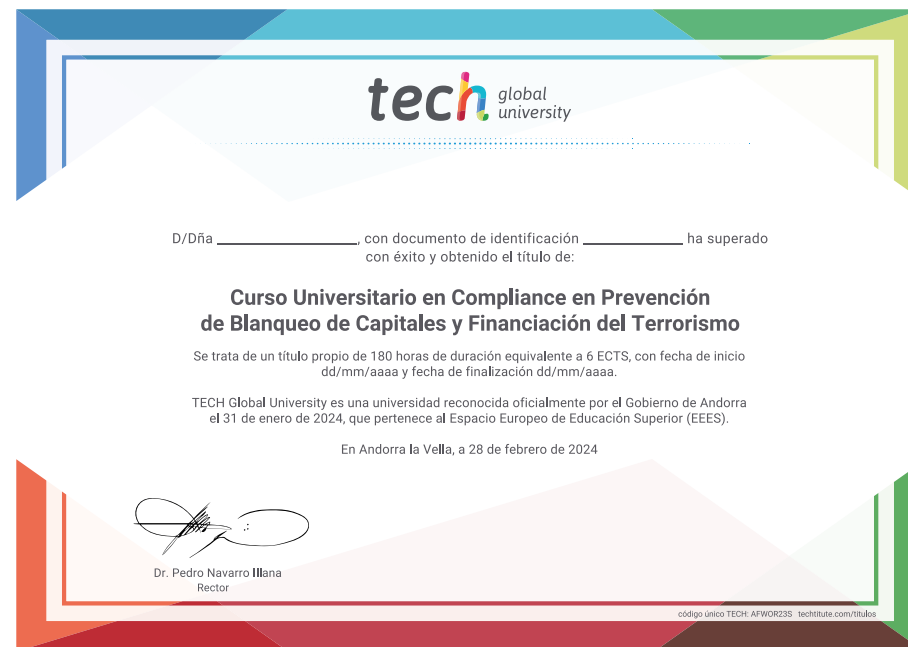 tech global university
D/Dña ____________________, con documento de identificación ______________ ha superado
con éxito y obtenido el título de:
Curso Universitario en Compliance en Prevención
de Blanqueo de Capitales y Financiación del Terrorismo
Se trata de un título propio de 180 horas de duración equivalente a 6 ECTS, con fecha de inicio
dd/mm/aaaa y fecha de finalización dd/mm/aaaa.
TECH Global University es una universidad reconocida oficialmente por el Gobierno de Andorra
el 31 de enero de 2024, que pertenece al Espacio Europeo de Educación Superior (EEES).
En Andorra la Vella, a 28 de febrero de 2024
Dr. Pedro Navarro Illana
Rector
código único TECH: AFWOR23S techtitute.com/titulos